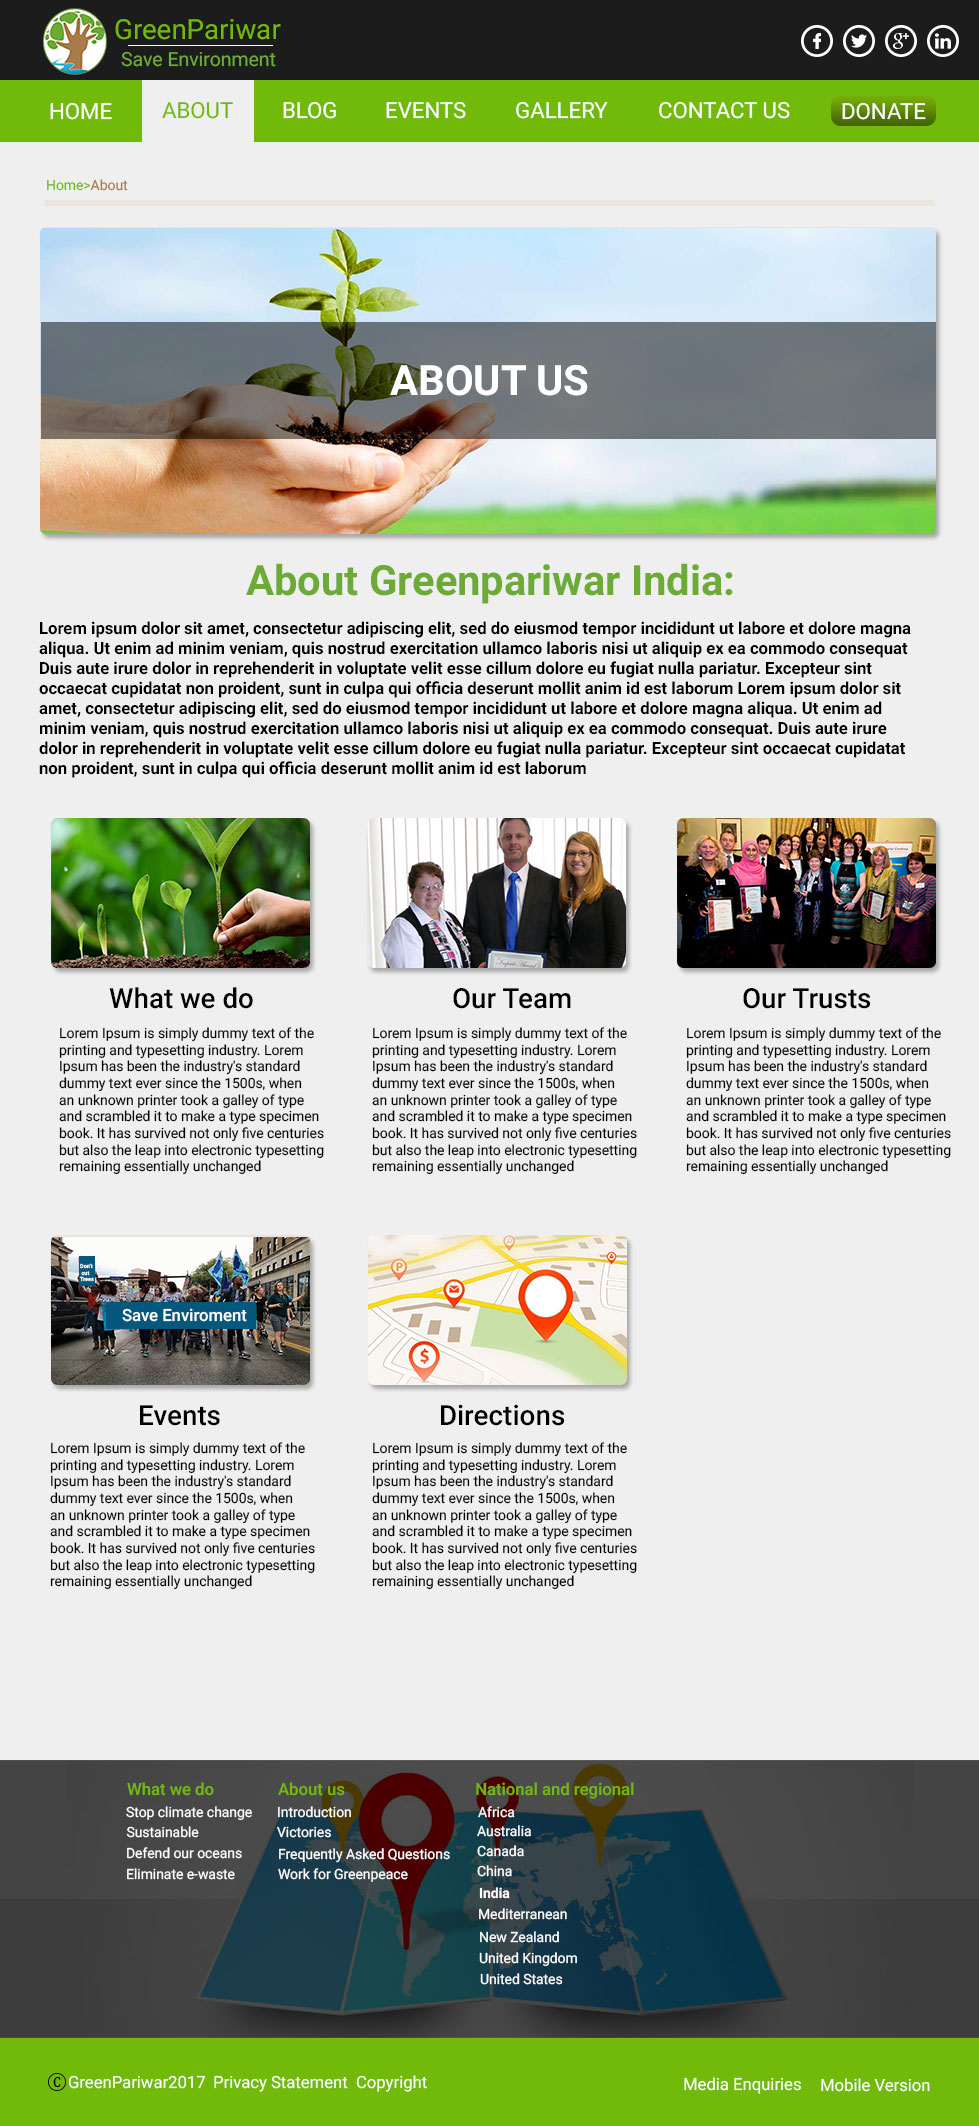 GreenPariwar
Save Environment
HOME ABOUT BLOG EVENTS GALLERY CONTACT US DONATE
Home>About
ABOUT US
About Greenpariwar India:
Lorem ipsum dolor sit amet, consectetur adipiscing elit, sed do eiusmod tempor incididunt ut labore et dolore magna
aliqua. Ut enim ad minim veniam, quis nostrud exercitation ullamco laboris nisi ut aliquip ex ea commodo consequat
Duis aute irure dolor in reprehenderit in voluptate velit esse cillum dolore eu fugiat nulla pariatur. Excepteur sint
occaecat cupidatat non proident, sunt in culpa qui officia deserunt mollit anim id est laborum Lorem ipsum dolor sit
amet, consectetur adipiscing elit, sed do eiusmod tempor incididunt ut labore et dolore magna aliqua. Ut enim ad
minim veniam, quis nostrud exercitation ullamco laboris nisi ut aliquip ex ea commodo consequat. Duis aute irure
dolor in reprehenderit in voluptate velit esse cillum dolore eu fugiat nulla pariatur. Excepteur sint occaecat cupidatat
non proident, sunt in culpa qui officia deserunt mollit anim id est laborum
What we do
Lorem Ipsum is simply dummy text of the
printing and typesetting industry. Lorem
Ipsum has been the industry's standard
dummy text ever since the 1500s, when
an unknown printer took a galley of type
and scrambled it to make a type specimen
book. It has survived not only five centuries
but also the leap into electronic typesetting
remaining essentially unchanged
Our Team
Lorem Ipsum is simply dummy text of the
printing and typesetting industry. Lorem
Ipsum has been the industry's standard
dummy text ever since the 1500s, when
an unknown printer took a galley of type
and scrambled it to make a type specimen
book. It has survived not only five centuries
but also the leap into electronic typesetting
remaining essentially unchanged
Our Trusts
Lorem Ipsum is simply dummy text of the
printing and typesetting industry. Lorem
Ipsum has been the industry's standard
dummy text ever since the 1500s, when
an unknown printer took a galley of type
and scrambled it to make a type specimen
book. It has survived not only five centuries
but also the leap into electronic typesetting
remaining essentially unchanged
Don't
cut
Trees
Save Enviroment
Events
Lorem Ipsum is simply dummy text of the
printing and typesetting industry. Lorem
Ipsum has been the industry's standard
dummy text ever since the 1500s, when
an unknown printer took a galley of type
and scrambled it to make a type specimen
book. It has survived not only five centuries
but also the leap into electronic typesetting
remaining essentially unchanged
P
$
Directions
Lorem Ipsum is simply dummy text of the
printing and typesetting industry. Lorem
Ipsum has been the industry's standard
dummy text ever since the 1500s, when
an unknown printer took a galley of type
and scrambled it to make a type specimen
book. It has survived not only five centuries
but also the leap into electronic typesetting
remaining essentially unchanged
What we do
Stop climate change
Sustainable
Defend our oceans
Eliminate e-waste
About us
Introduction
Victories
Frequently Asked Questions
Work for Greenpeace
National and regional
Africa
Australia
Canada
China
India
Mediterranean
New Zealand
United Kingdom
United States
©GreenPariwar2017 Privacy Statement Copyright
Media Enquiries Mobile Version